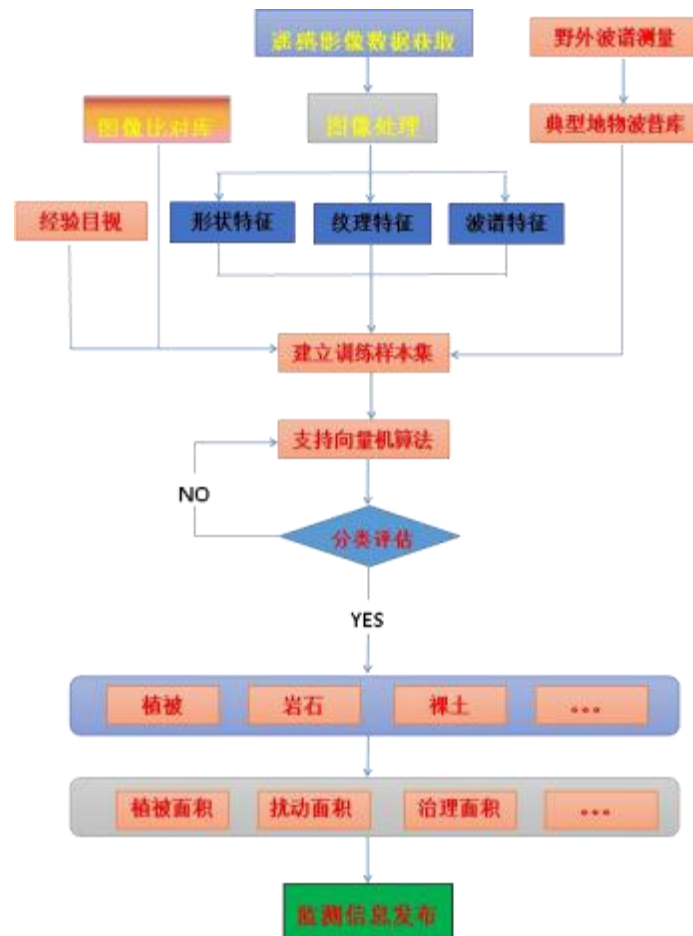 遥感影像数据获取
野外波谱测量
图像比对库
图像处理
典型地物波普库
经验目视
形状特征
纹理特征
波谱特征
建立训练样本集
支持向量机算法
NO
分类评估
YES
植被
岩石
裸土
。。。
植被面积
扰动面积
治理面积
。。。
监测信息发布